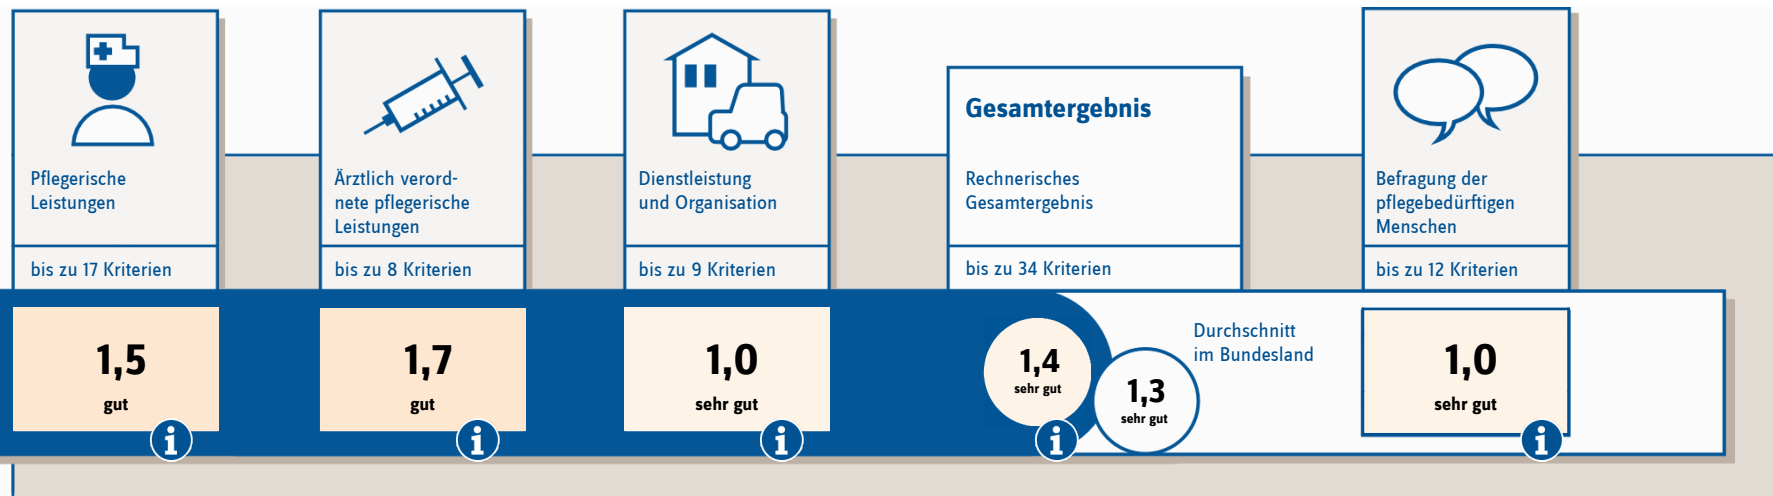 Pflegerische
Leistungen
bis zu 17 Kriterien
1,5
gut
i
Ärztlich verord-
nete pflegerische
Leistungen
bis zu 8 Kriterien
1,7
gut
i
Dienstleistung
und Organisation
bis zu 9 Kriterien
1,0
sehr gut
i
Gesamtergebnis
Rechnerisches
Gesamtergebnis
bis zu 34 Kriterien
1,4
sehr gut
i
1,3
sehr gut
Durchschnitt
im Bundesland
Befragung der
pflegebedürftigen
Menschen
bis zu 12 Kriterien
1,0
sehr gut
i